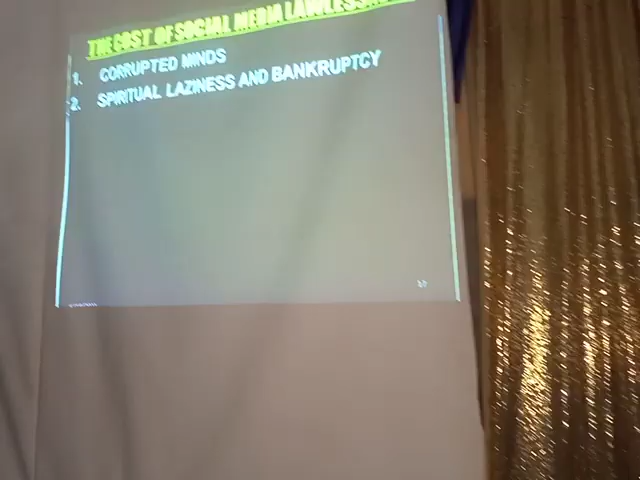 THE COST OF SOCIAL MEDIA
1. CORRUPTED MINDS
2. SPIRITUAL LAZINESS AND BANKRUPTCY